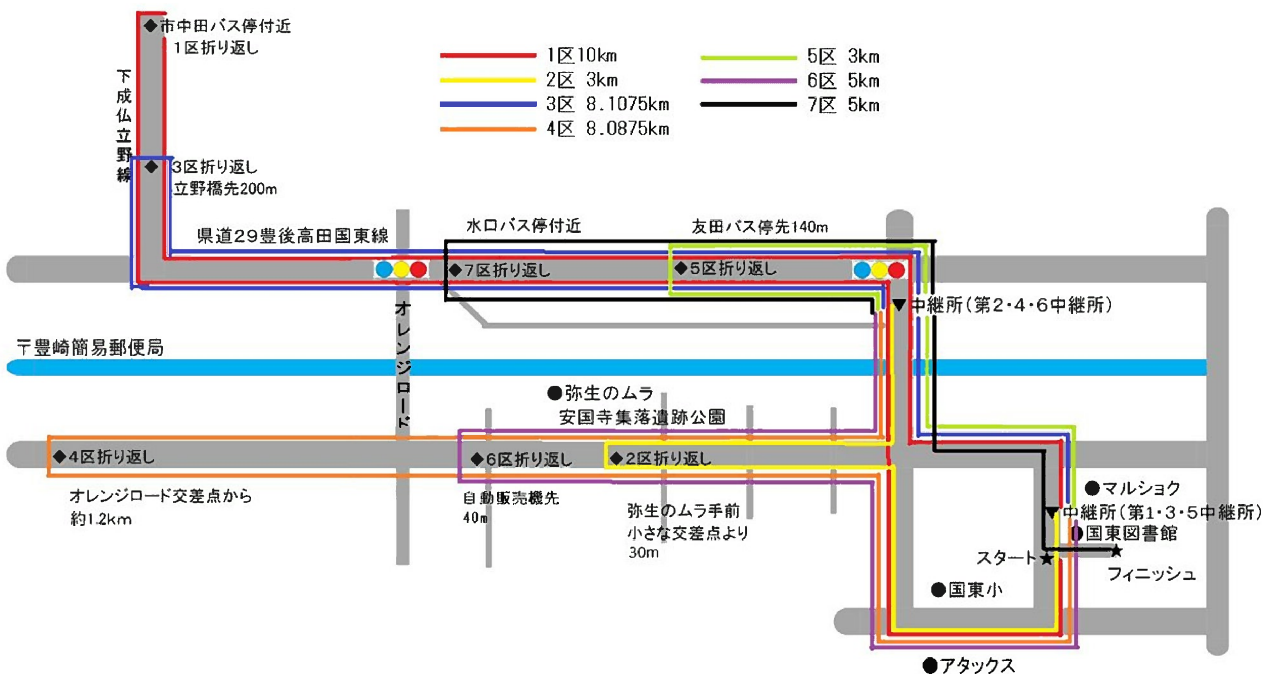 ◆市中田バス停付近
1区折り返し
1区10km
2区 3km
3区 8.1075km
4区 8.0875km
5区 3km
6区 5km
7区 5km
下成仏立野線
◆3区折り返し
立野橋先200m
県道29豊後高田国東線
水口バス停付近
友田バス停先140m
◆7区折り返し
◆5区折り返し
▼中継所(第2・4・6中継所)
オレンジロード
〒豊崎簡易郵便局
●弥生のムラ
安国寺集落遺跡公園
◆4区折り返し
◆6区折り返し
◆2区折り返し
オレンジロード交差点から
約1.2km
自動販売機先
40m
弥生のムラ手前
小さな交差点より
30m
●マルショク
▼中継所(第1・3・5中継所)
●国東図書館
スタート★
★
フィニッシュ
●国東小
●アタックス